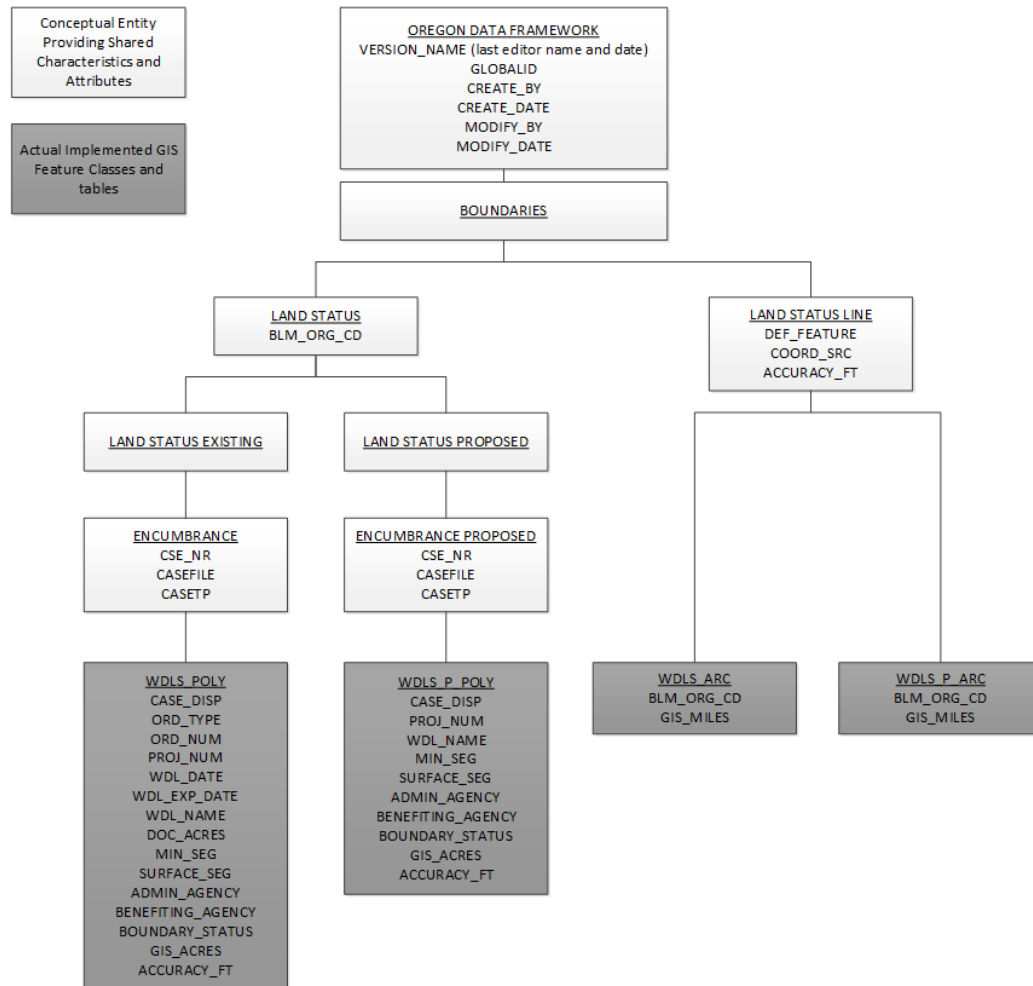 Conceptual Entity
Providing Shared
Characteristics and
Attributes
Actual Implemented GIS
Feature Classes and
tables
OREGON DATA FRAMEWORK
VERSION_NAME (last editor name and date)
GLOBALID
CREATE_BY
CREATE_DATE
MODIFY_BY
MODIFY_DATE
BOUNDARIES
LAND STATUS
BLM_ORG_CD
LAND STATUS LINE
DEF_FEATURE
COORD_SRC
ACCURACY_FT
LAND STATUS EXISTING
LAND STATUS PROPOSED
ENCUMBRANCE
CSE_NR
CASEFILE
CASETP
ENCUMBRANCE PROPOSED
CSE_NR
CASEFILE
CASETP
WDLS_POLY
CASE_DISP
ORD_TYPE
ORD_NUM
PROJ_NUM
WDL_DATE
WDL_EXP_DATE
WDL_NAME
DOC_ACRES
MIN_SEG
SURFACE_SEG
ADMIN_AGENCY
BENEFITING_AGENCY
BOUNDARY_STATUS
GIS_ACRES
ACCURACY_FT
WDLS_P_POLY
CASE_DISP
PROJ_NUM
WDL_NAME
MIN_SEG
SURFACE_SEG
ADMIN_AGENCY
BENEFITING_AGENCY
BOUNDARY_STATUS
GIS_ACRES
ACCURACY_FT
WDLS_ARC
BLM_ORG_CD
GIS_MILES
WDLS_P_ARC
BLM_ORG_CD
GIS_MILES